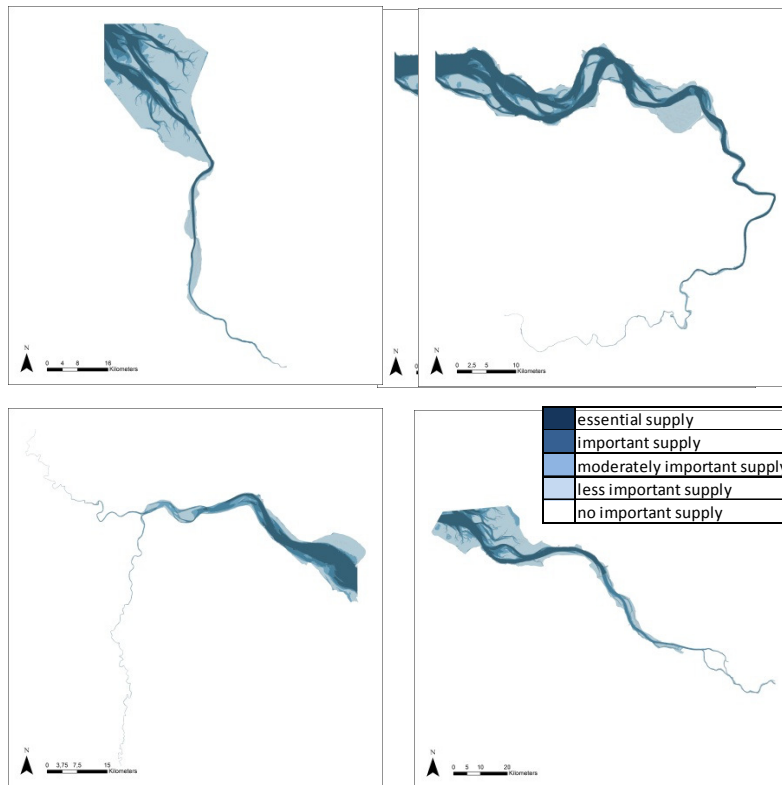 N
0 4 8 16
Kilometers
N
0
N
0 2,5 5 10
Kilometers
essential supply
important supply
moderately important supply
less important supply
no important supply
N
0 3,75 7,5 15
Kilometers
N
0 5 10 20
Kilometers